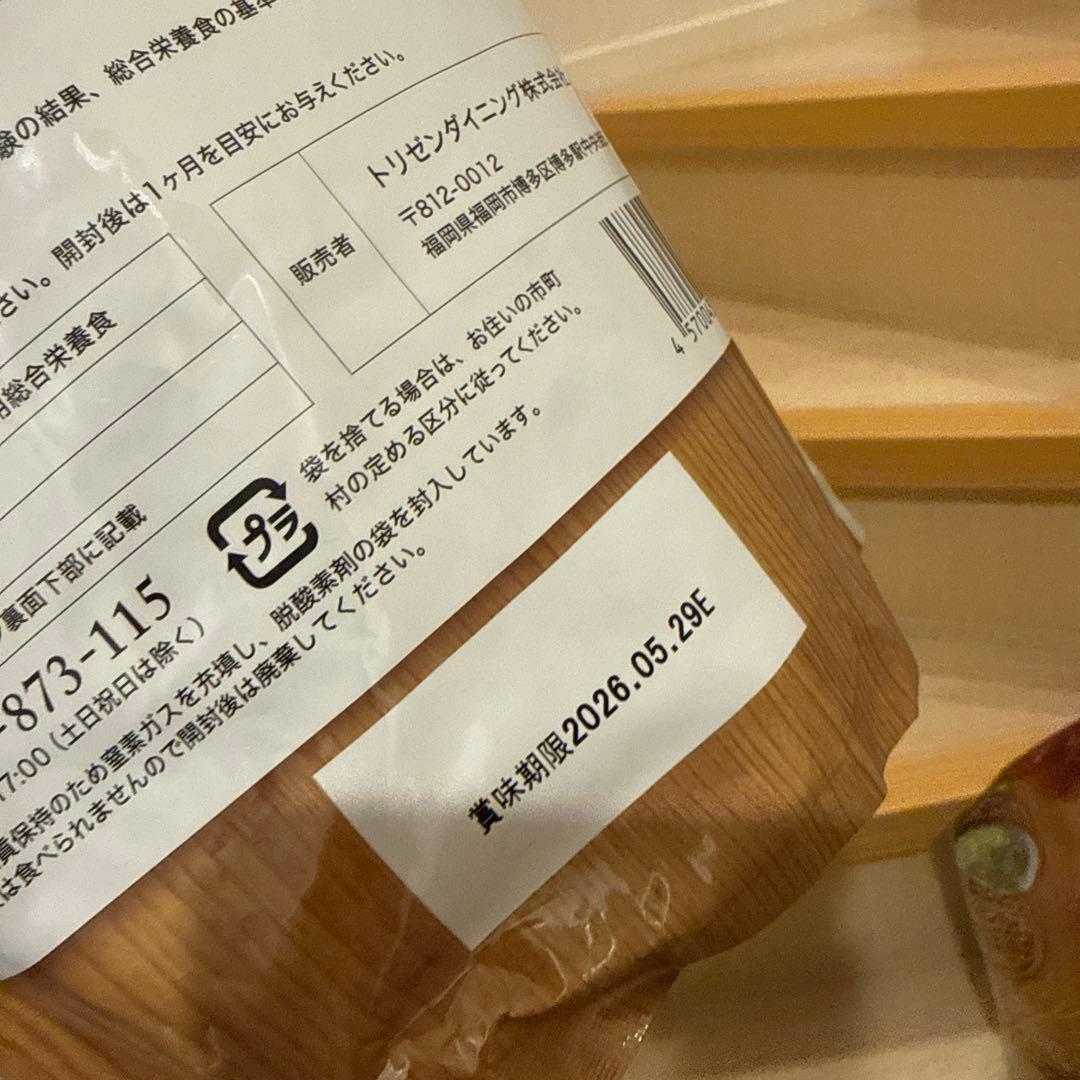 験の結果、総合栄養食の基準
さい。開封後は1ヶ月を目安にお与えください。
総合栄養食
裏面下部に記載
販売者
トリゼンダイニング株式会社
〒812-0012
福岡県福岡市博多区博多駅中央街
4 57004
-873-115
17:00(土日祝日は除く)
プラ
袋を捨てる場合は、お住いの市町
村の定める区分に従ってください。
質保持のため窒素ガスを充填し、脱酸素剤の袋を封入しています。
は食べられませんので開封後は廃棄してください。
賞味期限2026.05.29E